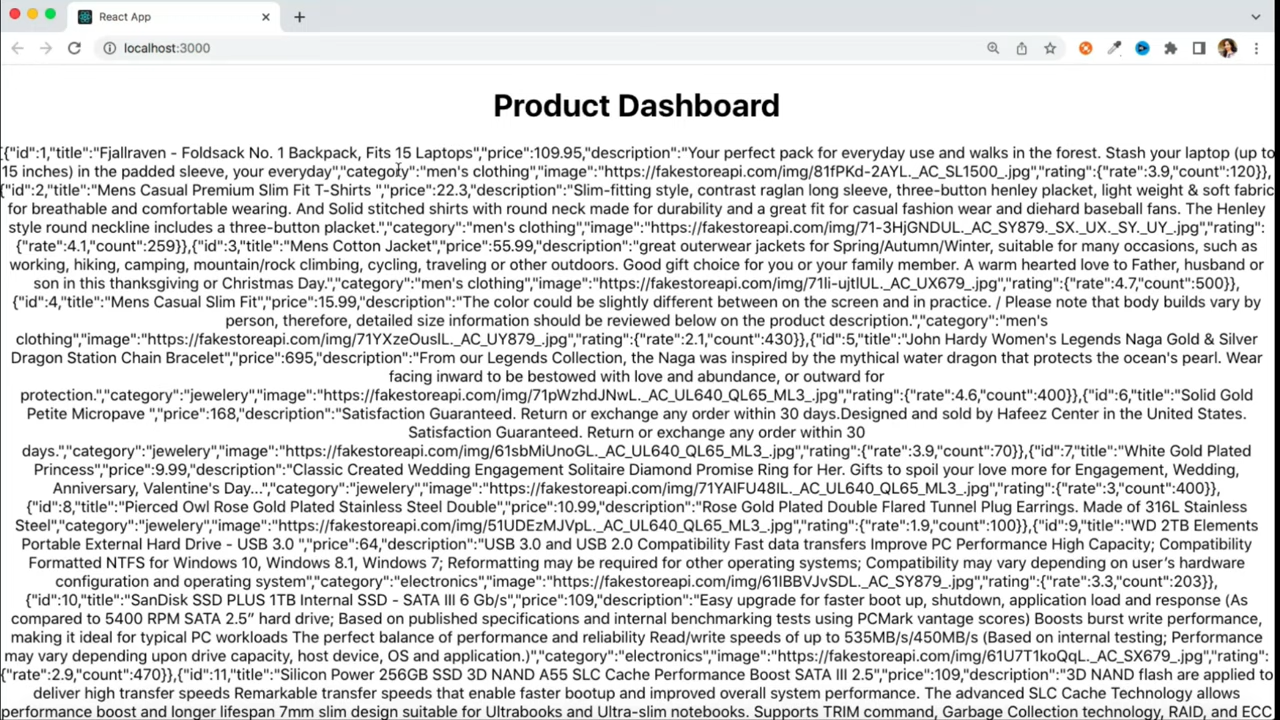 React App
localhost:3000
Product Dashboard
[{"id":1,"title":"Fjallraven - Foldsack No. 1 Backpack, Fits 15 Laptops","price":109.95,"description":"Your perfect pack for everyday use and walks in the forest. Stash your laptop (up to
15 inches) in the padded sleeve, your everyday","category":"men's clothing","image":"https://fakestoreapi.com/img/81fPKd-2AYL._AC_SL1500_.jpg","rating":{"rate":3.9,"count":120}},
{"id":2,"title":"Mens Casual Premium Slim Fit T-Shirts ","price":22.3,"description":"Slim-fitting style, contrast raglan long sleeve, three-button henley placket, light weight & soft fabric
for breathable and comfortable wearing. And Solid stitched shirts with round neck made for durability and a great fit for casual fashion wear and diehard baseball fans. The Henley
style round neckline includes a three-button placket.","category":"men's clothing","image":"https://fakestoreapi.com/img/71-3HjGNDUL._AC_SY879._SX._UX._SY._UY_.jpg","rating":
{"rate":4.1,"count":259}},{"id":3,"title":"Mens Cotton Jacket","price":55.99,"description":"great outerwear jackets for Spring/Autumn/Winter, suitable for many occasions, such as
working, hiking, camping, mountain/rock climbing, cycling, traveling or other outdoors. Good gift choice for you or your family member. A warm hearted love to Father, husband or
son in this thanksgiving or Christmas Day.","category":"men's clothing","image":"https://fakestoreapi.com/img/71li-ujtlUL._AC_UX679_.jpg","rating":{"rate":4.7,"count":500}},
{"id":4,"title":"Mens Casual Slim Fit","price":15.99,"description":"The color could be slightly different between on the screen and in practice. / Please note that body builds vary by
person, therefore, detailed size information should be reviewed below on the product description.","category":"men's
clothing","image":"https://fakestoreapi.com/img/71YXzeOuslL._AC_UY879_.jpg","rating":{"rate":2.1,"count":430}},{"id":5,"title":"John Hardy Women's Legends Naga Gold & Silver
Dragon Station Chain Bracelet","price":695,"description":"From our Legends Collection, the Naga was inspired by the mythical water dragon that protects the ocean's pearl. Wear
facing inward to be bestowed with love and abundance, or outward for
protection.","category":"jewelery","image":"https://fakestoreapi.com/img/71pWzhdJNwL._AC_UL640_QL65_ML3_.jpg","rating":{"rate":4.6,"count":400}},{"id":6,"title":"Solid Gold
Petite Micropave ","price":168,"description":"Satisfaction Guaranteed. Return or exchange any order within 30 days.Designed and sold by Hafeez Center in the United States.
Satisfaction Guaranteed. Return or exchange any order within 30
days.","category":"jewelery","image":"https://fakestoreapi.com/img/61sbMiUnoGL._AC_UL640_QL65_ML3_.jpg","rating":{"rate":3.9,"count":70}},{"id":7,"title":"White Gold Plated
Princess","price":9.99,"description":"Classic Created Wedding Engagement Solitaire Diamond Promise Ring for Her. Gifts to spoil your love more for Engagement, Wedding,
Anniversary, Valentine's Day...","category":"jewelery","image":"https://fakestoreapi.com/img/71YAIFU48IL._AC_UL640_QL65_ML3_.jpg","rating":{"rate":3,"count":400}},
{"id":8,"title":"Pierced Owl Rose Gold Plated Stainless Steel Double","price":10.99,"description":"Rose Gold Plated Double Flared Tunnel Plug Earrings. Made of 316L Stainless
Steel","category":"jewelery","image":"https://fakestoreapi.com/img/51UDEzMJVpL._AC_UL640_QL65_ML3_.jpg","rating":{"rate":1.9,"count":100}},{"id":9,"title":"WD 2TB Elements
Portable External Hard Drive - USB 3.0 ","price":64,"description":"USB 3.0 and USB 2.0 Compatibility Fast data transfers Improve PC Performance High Capacity; Compatibility
Formatted NTFS for Windows 10, Windows 8.1, Windows 7; Reformatting may be required for other operating systems; Compatibility may vary depending on user’s hardware
configuration and operating system","category":"electronics","image":"https://fakestoreapi.com/img/61IBBVJvSDL._AC_SY879_.jpg","rating":{"rate":3.3,"count":203}},
{"id":10,"title":"SanDisk SSD PLUS 1TB Internal SSD - SATA III 6 Gb/s","price":109,"description":"Easy upgrade for faster boot up, shutdown, application load and response (As
compared to 5400 RPM SATA 2.5” hard drive; Based on published specifications and internal benchmarking tests using PCMark vantage scores) Boosts burst write performance,
making it ideal for typical PC workloads The perfect balance of performance and reliability Read/write speeds of up to 535MB/s/450MB/s (Based on internal testing; Performance
may vary depending upon drive capacity, host device, OS and application.)","category":"electronics","image":"https://fakestoreapi.com/img/61U7T1koQqL._AC_SX679_.jpg","rating":
{"rate":2.9,"count":470}},{"id":11,"title":"Silicon Power 256GB SSD 3D NAND A55 SLC Cache Performance Boost SATA III 2.5","price":109,"description":"3D NAND flash are applied to
deliver high transfer speeds Remarkable transfer speeds that enable faster bootup and improved overall system performance. The advanced SLC Cache Technology allows
performance boost and longer lifespan 7mm slim design suitable for Ultrabooks and Ultra-slim notebooks. Supports TRIM command, Garbage Collection technology, RAID, and ECC